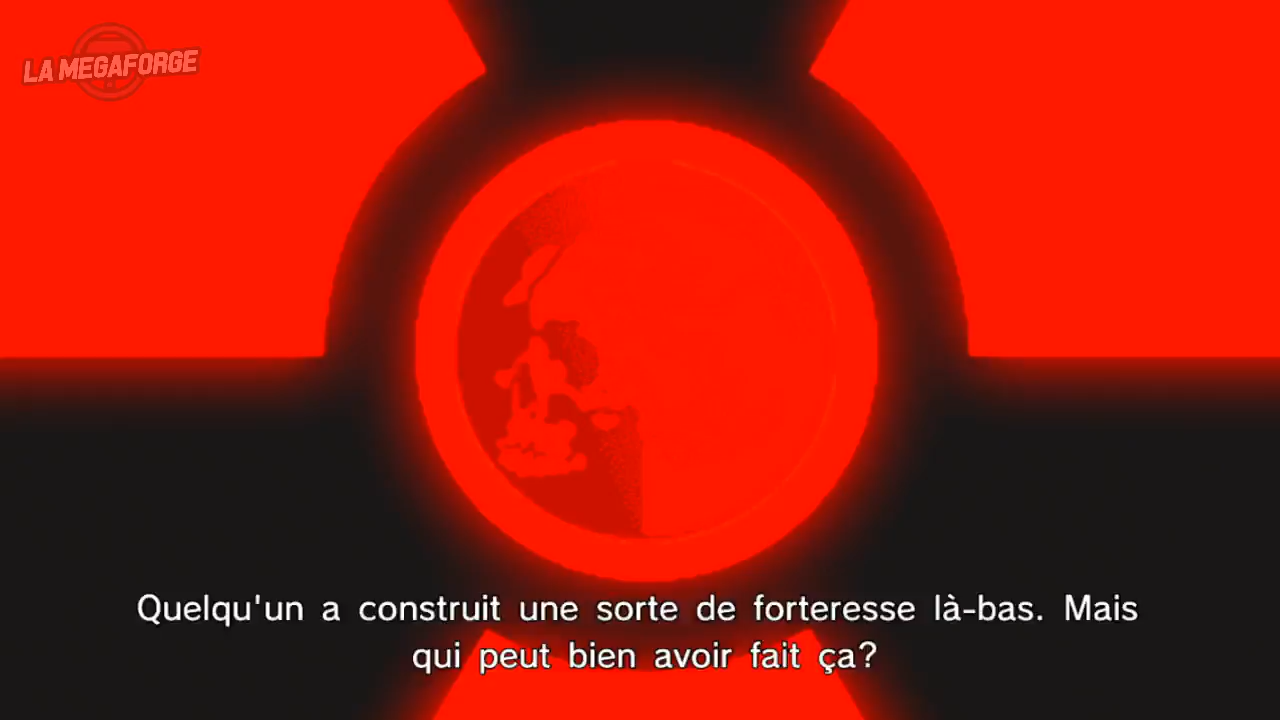 LA MEGAFORGE
Quelqu'un a construit une sorte de forteresse là-bas. Mais
qui peut bien avoir fait ça?